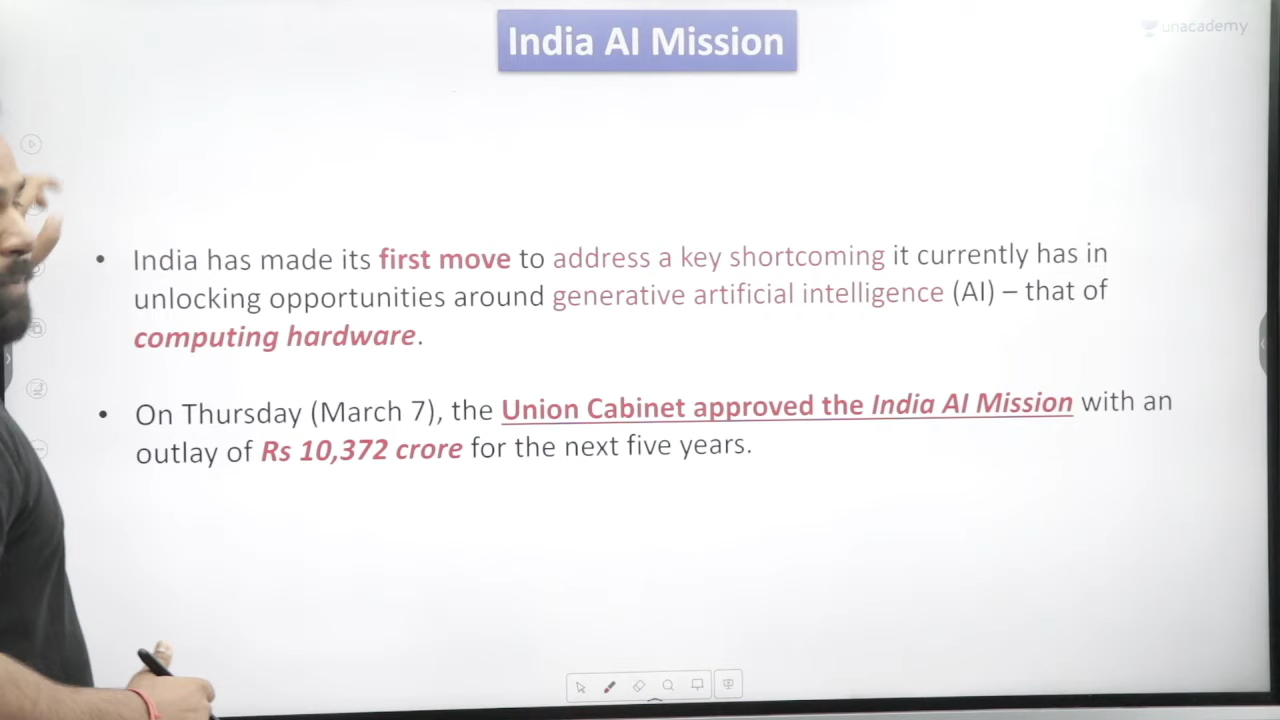 India AI Mission
unacademy
• India has made its first move to address a key shortcoming it currently has in
unlocking opportunities around generative artificial intelligence (AI) – that of
computing hardware.
• On Thursday (March 7), the Union Cabinet approved the India AI Mission with an
outlay of Rs 10,372 crore for the next five years.